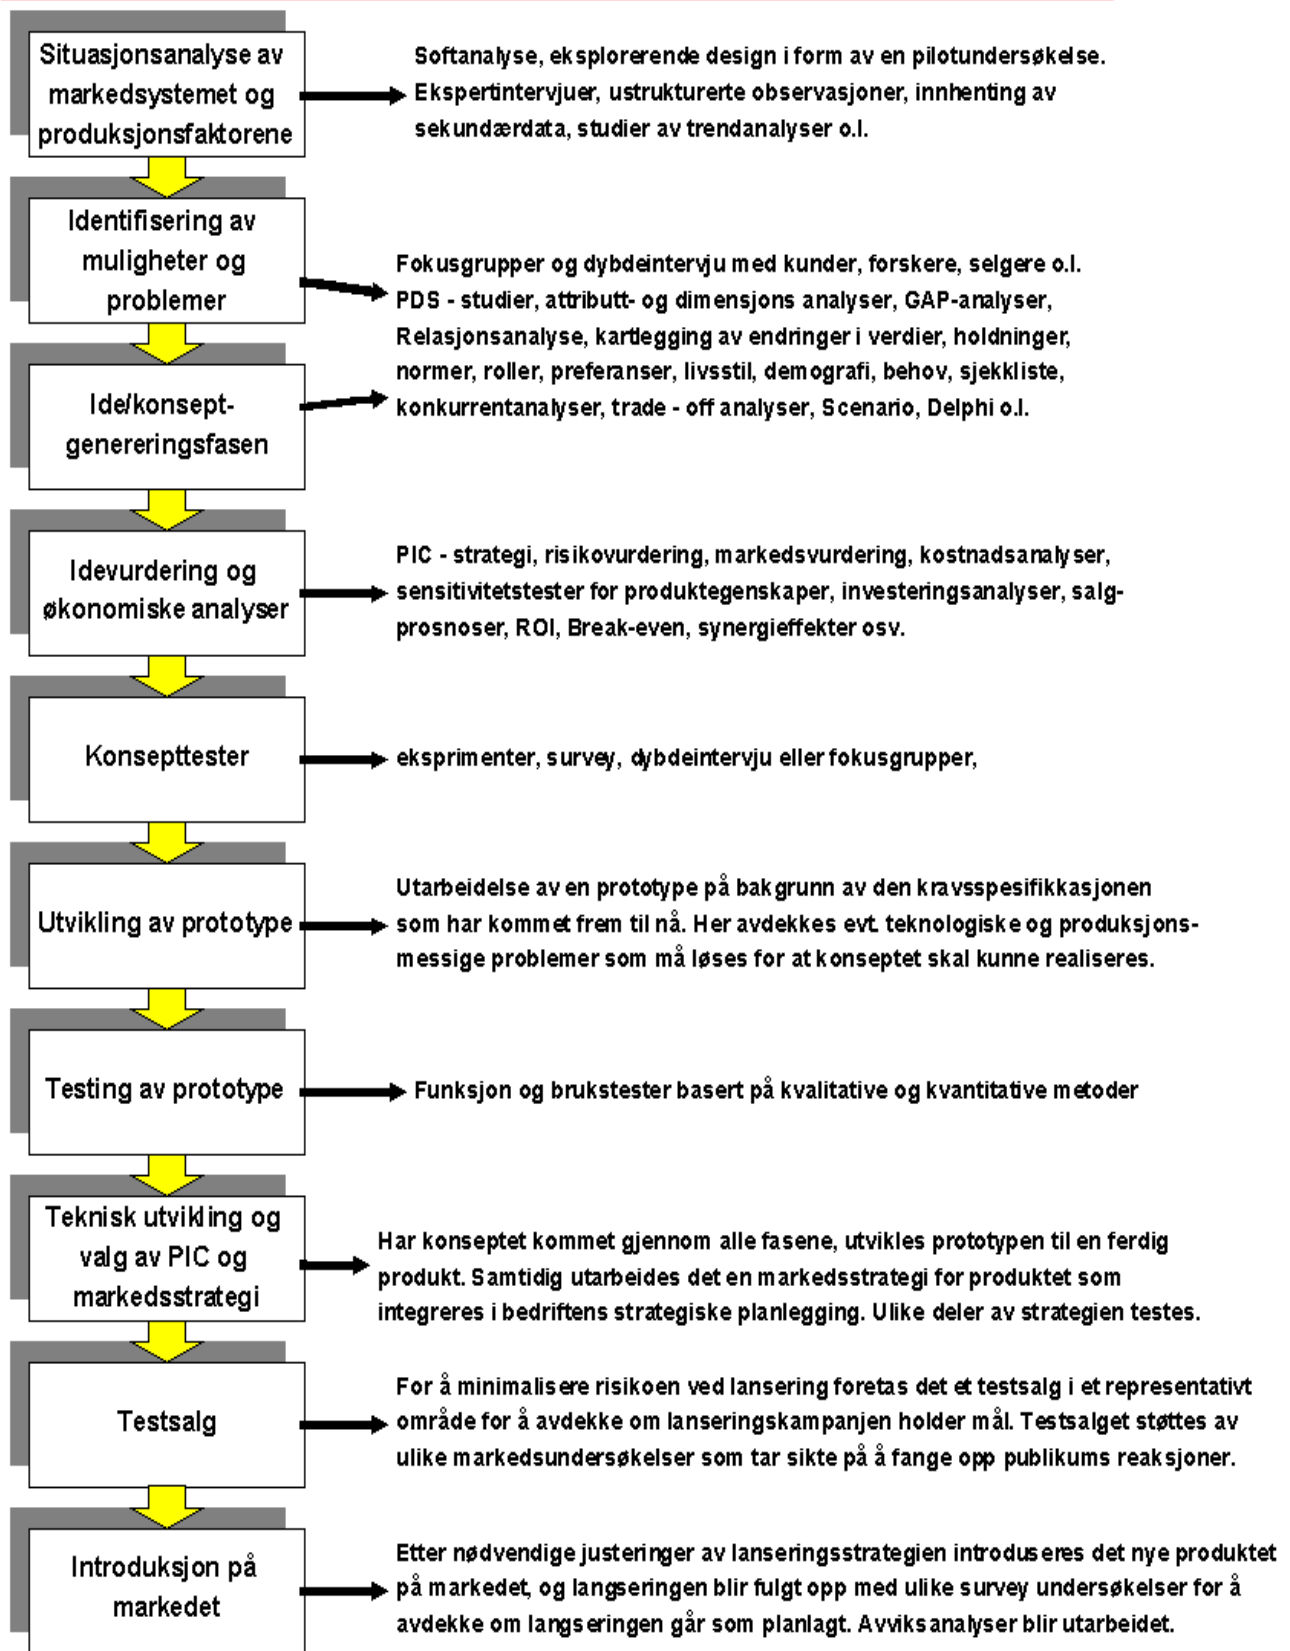 Situasjonsanalyse av
markedsystemet og
produksjonsfaktorene
Softanalyse, eksplorerende design i form av en pilotundersøkelse.
Ekspertintervjuer, ustrukturerte observasjoner, innhenting av
sekundærdata, studier av trendanalyser o.l.
Identifisering av
muligheter og
problemer
Fokusgrupper og dybdeintervju med kunder, forskere, selgere o.l.
PDS - studier, attributt- og dimensjons analyser, GAP-analyser,
Relasjonsanalyse, kartlegging av endringer i verdier, holdninger,
normer, roller, preferanser, livsstil, demografi, behov, sjekkliste,
konkurrentanalyser, trade - off analyser, Scenario, Delphi o.l.
Ide/konsept-
genereringsfasen
Idevurdering og
økonomiske analyser
PIC - strategi, risikovurdering, markedsvurdering, kostnadsanalyser,
sensitivitetstester for produktegenskaper, investeringsanalyser, salg-
prosnoser, ROI, Break-even, synergieffekter osv.
Konsepttester
eksprimenter, survey, dybdeintervju eller fokusgrupper,
Utvikling av prototype
Utarbeidelse av en prototype på bakgrunn av den kravsspesifikkasjonen
som har kommet frem til nå. Her avdekkes evt. teknologiske og produksjons-
messige problemer som må løses for at konseptet skal kunne realiseres.
Testing av prototype
Funksjon og brukstester basert på kvalitative og kvantitative metoder
Teknisk utvikling og
valg av PIC og
markedsstrategi
Har konseptet kommet gjennom alle fasene, utvikles prototypen til en ferdig
produkt. Samtidig utarbeides det en markedsstrategi for produktet som
integreres i bedriftens strategiske planlegging. Ulike deler av strategien testes.
Testsalg
For å minimalisere risikoen ved lansering foretas det et testsalg i et representativt
område for å avdekke om lanseringskampanjen holder mål. Testsalget støttes av
ulike markedsundersøkelser som tar sikte på å fange opp publikums reaksjoner.
Introduksjon på
markedet
Etter nødvendige justeringer av lanseringsstrategien introduseres det nye produktet
på markedet, og langseringen blir fulgt opp med ulike survey undersøkelser for å
avdekke om langseringen går som planlagt. Avviksanalyser blir utarbeidet.